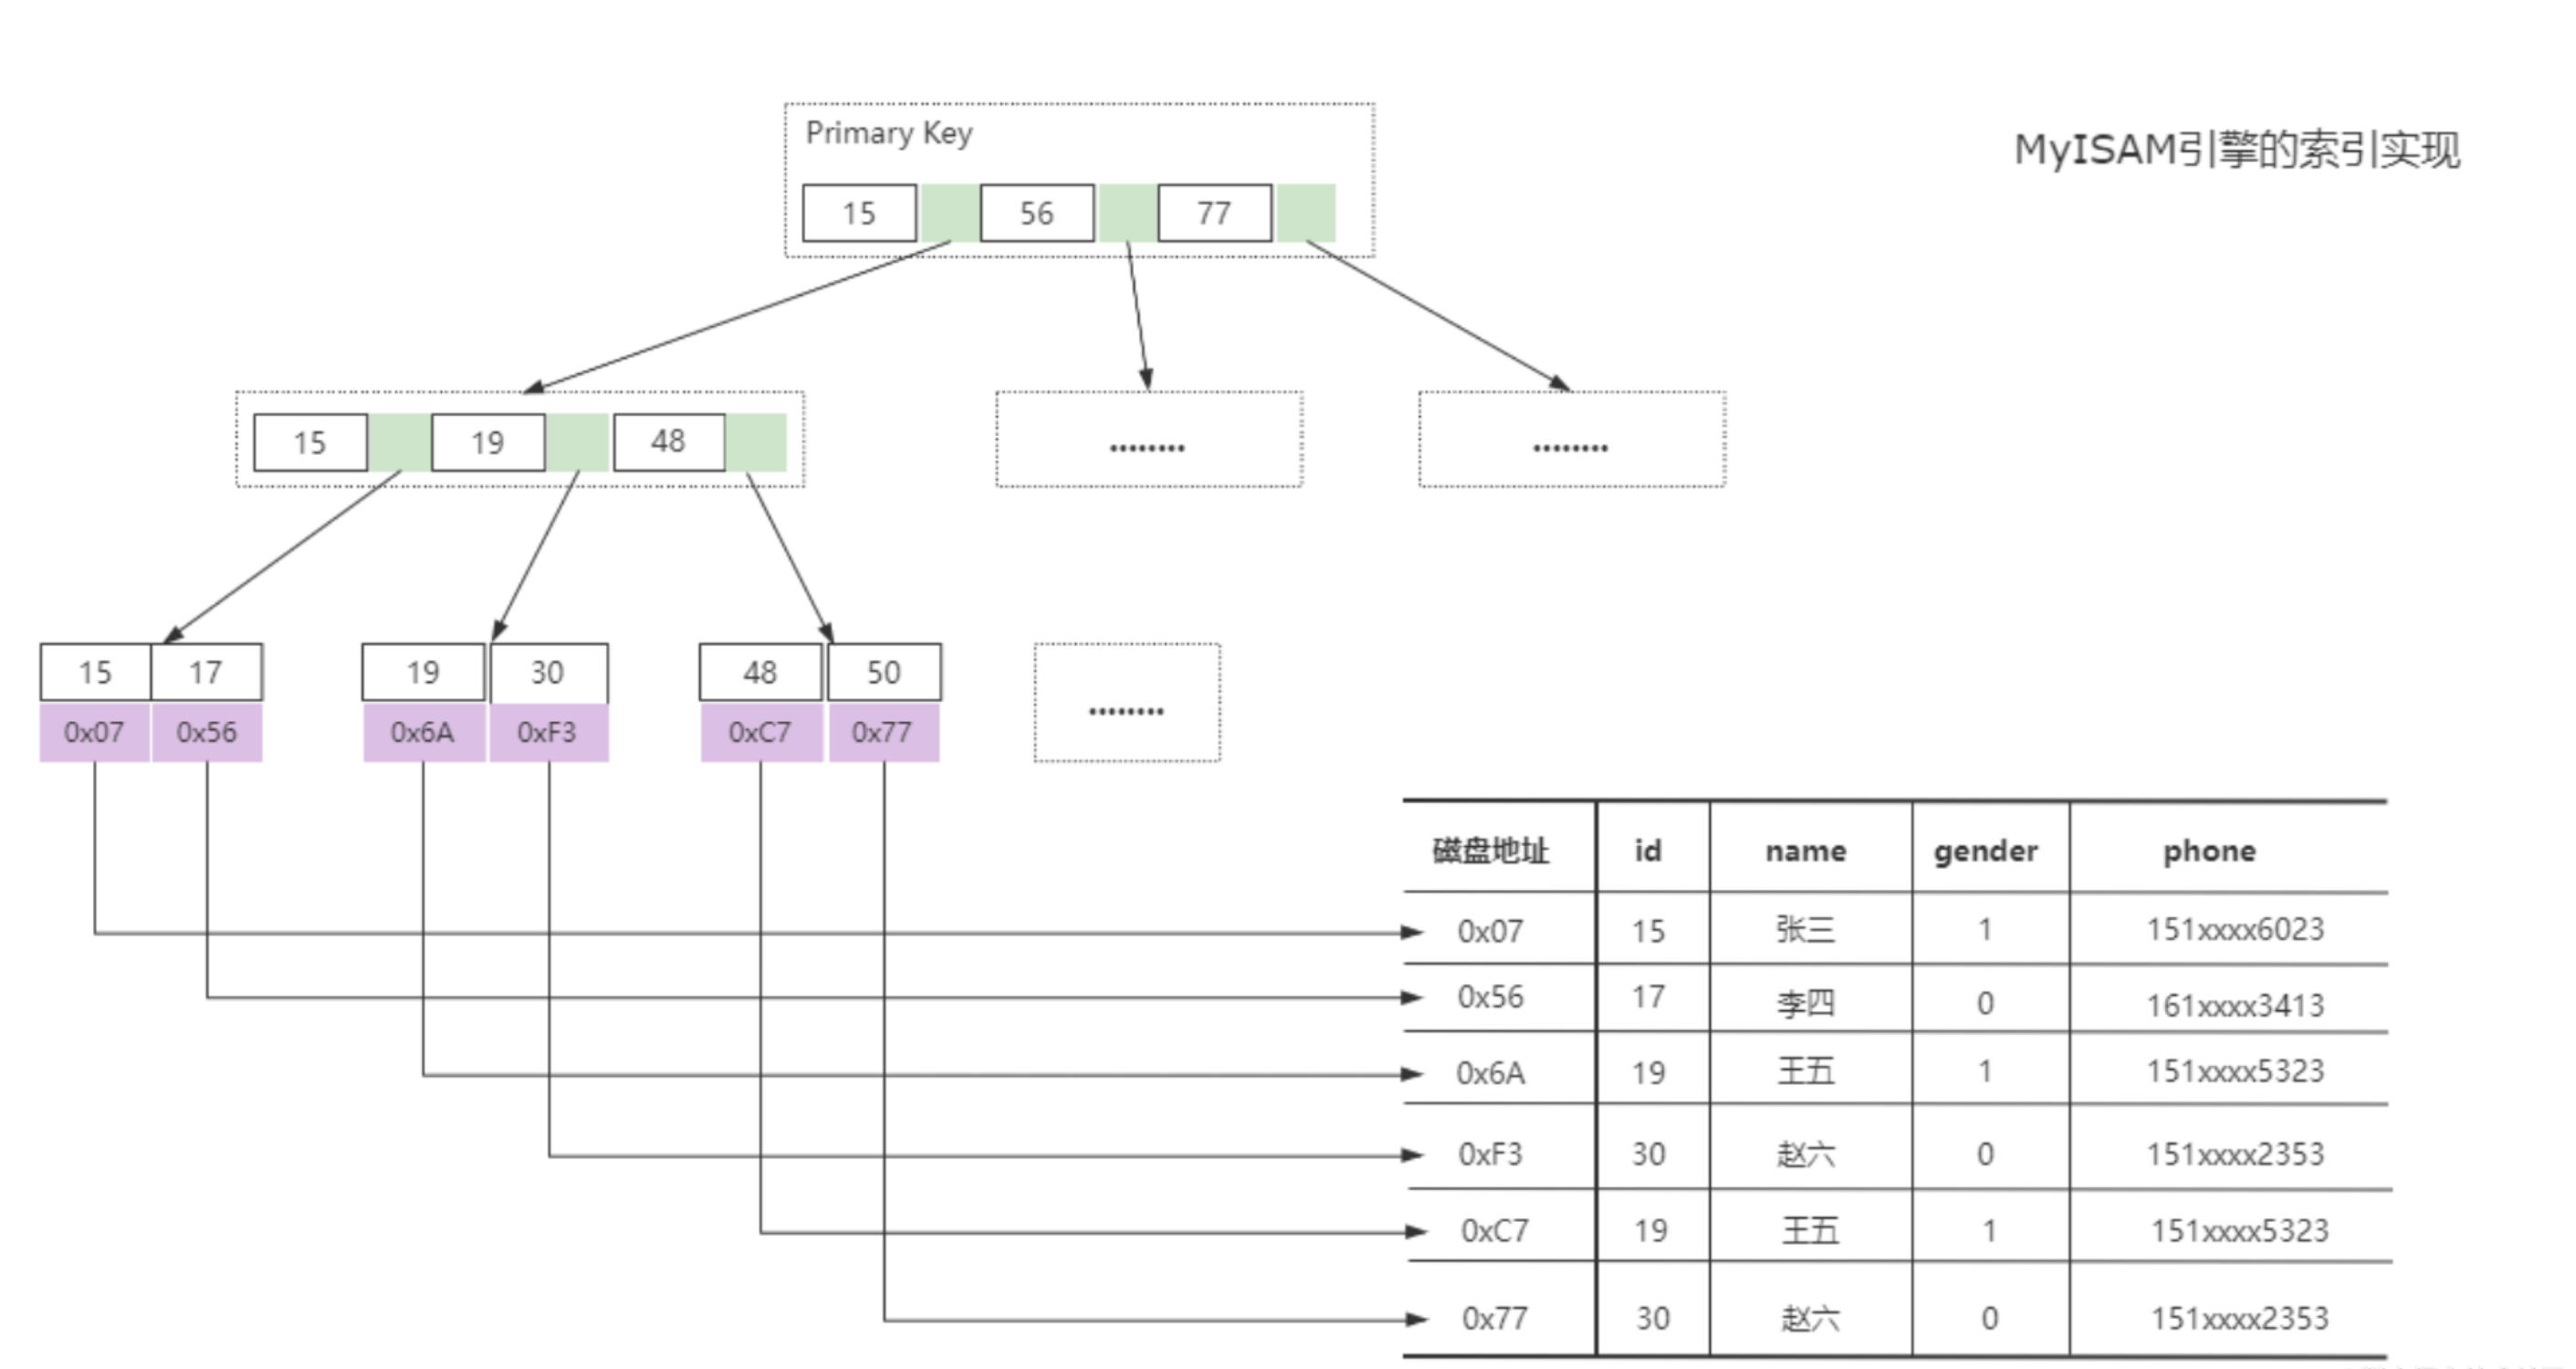 Primary Key
MyISAM引擎的索引实现
15 56 77
15 19 48
........ ........
15 17 19 30 48 50
0x07 0x56 0x6A 0xF3 0xC7 0x77
........
磁盘地址 id name gender phone
0x07 15 张三 1 151xxxx6023
0x56 17 李四 0 161xxxx3413
0x6A 19 王五 1 151xxxx5323
0xF3 30 赵六 0 151xxxx2353
0xC7 19 王五 1 151xxxx5323
0x77 30 赵六 0 151xxxx2353